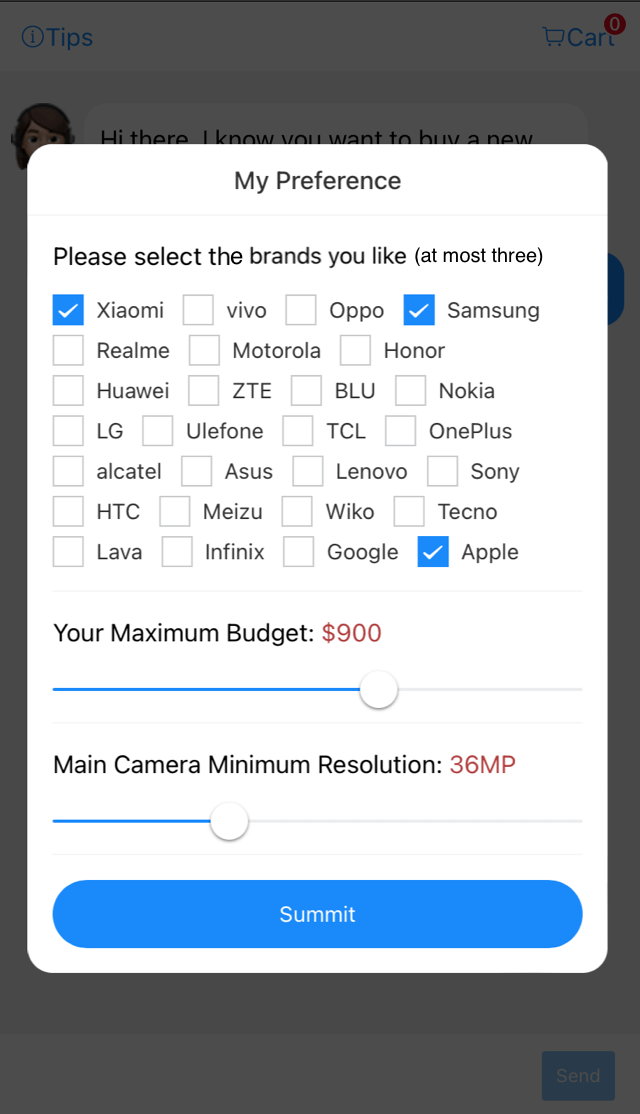 Tips
Cart
0
Hi there, I know you want to buy a new
My Preference
Please select the brands you like (at most three)
Xiaomi vivo Oppo Samsung
Realme Motorola Honor
Huawei ZTE BLU Nokia
LG Ulefone TCL OnePlus
alcatel Asus Lenovo Sony
HTC Meizu Wiko Tecno
Lava Infinix Google Apple
Your Maximum Budget: $900
Main Camera Minimum Resolution: 36MP
Summit
Send